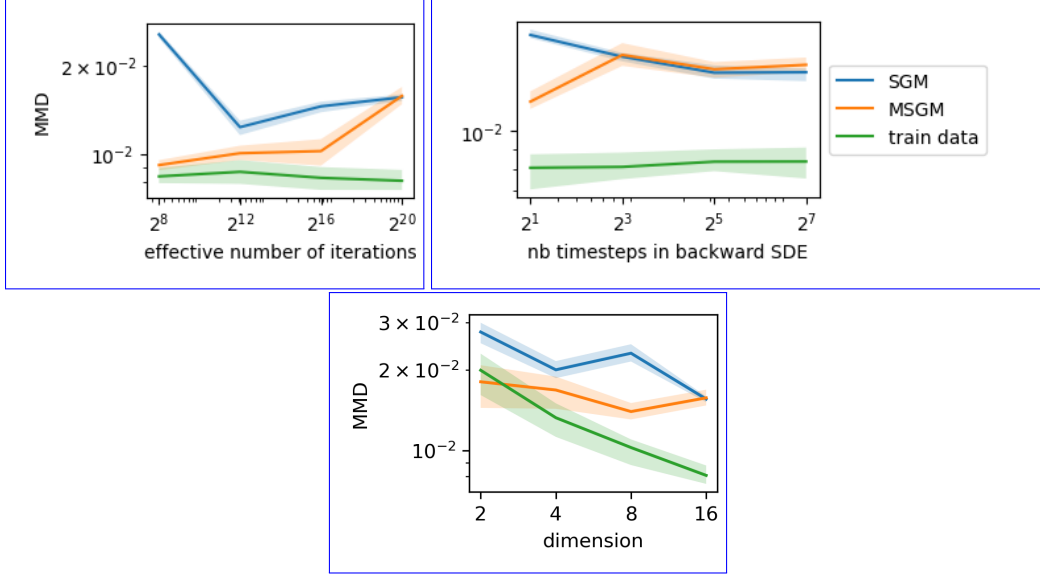 MMD
2 × 10⁻²
10⁻²
2⁸ 2¹² 2¹⁶ 2²⁰
effective number of iterations
10⁻²
2¹ 2³ 2⁵ 2⁷
nb timesteps in backward SDE
SGM
MSGM
train data
MMD
3 × 10⁻²
2 × 10⁻²
10⁻²
2 4 8 16
dimension